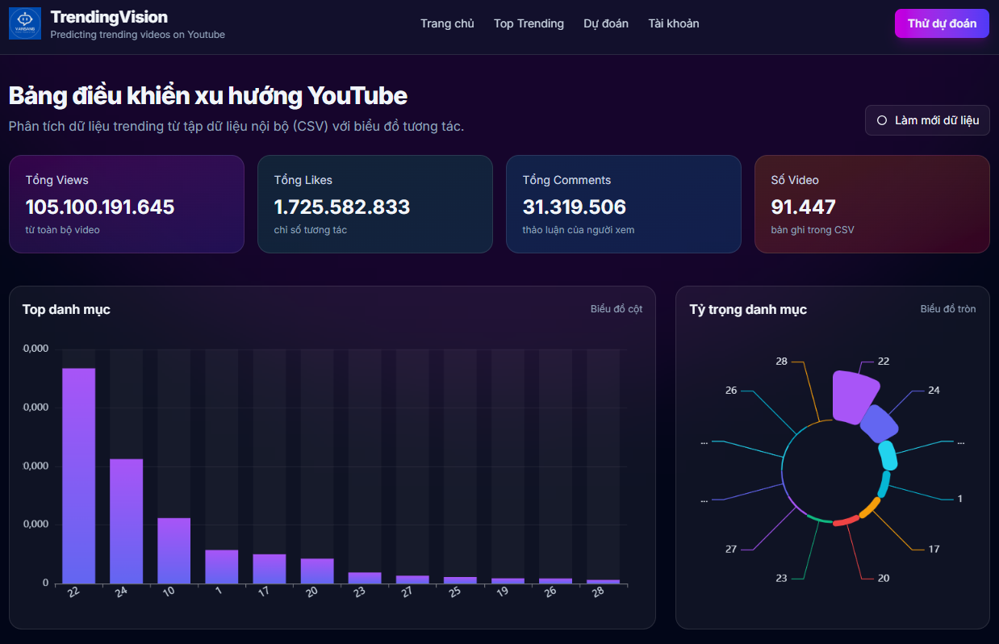 TrendingVision
Predicting trending videos on Youtube
Trang chủ
Top Trending
Dự đoán
Tài khoản
Thử dự đoán
Bảng điều khiển xu hướng YouTube
Phân tích dữ liệu trending từ tập dữ liệu nội bộ (CSV) với biểu đồ tương tác.
Làm mới dữ liệu
Tổng Views
105.100.191.645
từ toàn bộ video
Tổng Likes
1.725.582.833
chỉ số tương tác
Tổng Comments
31.319.506
thảo luận của người xem
Số Video
91.447
bản ghi trong CSV
Top danh mục
Biểu đồ cột
0,000
0,000
0,000
0,000
0
22 24 10 1 17 20 23 27 25 19 26 28
Tỷ trọng danh mục
Biểu đồ tròn
28 22
26 24
... ...
... 1
27 17
23 20